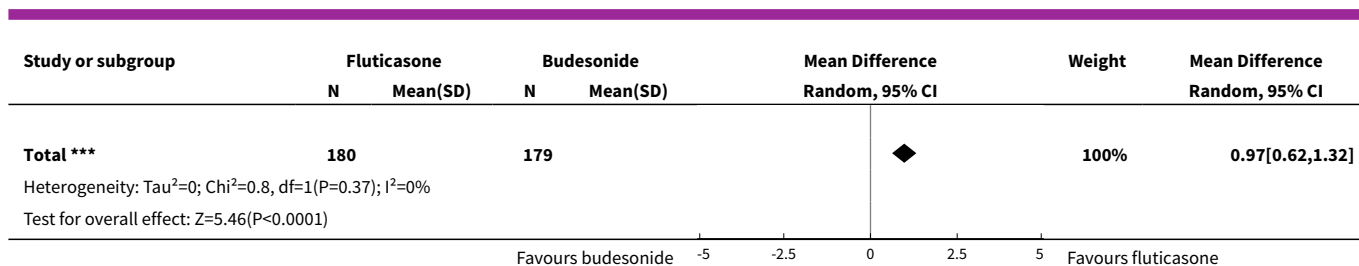 Study or subgroup Fluticasone Budesonide Mean Difference Weight Mean Difference
N Mean(SD) N Mean(SD) Random, 95% CI Random, 95% CI
Total *** 180 179 100% 0.97[0.62,1.32]
Heterogeneity: Tau²=0; Chi²=0.8, df=1(P=0.37); I²=0%
Test for overall effect: Z=5.46(P<0.0001)
Favours budesonide -5 -2.5 0 2.5 5 Favours fluticasone